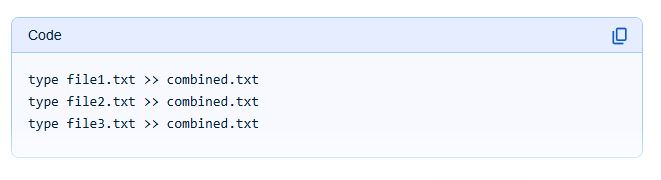 Code
type file1.txt >> combined.txt
type file2.txt >> combined.txt
type file3.txt >> combined.txt